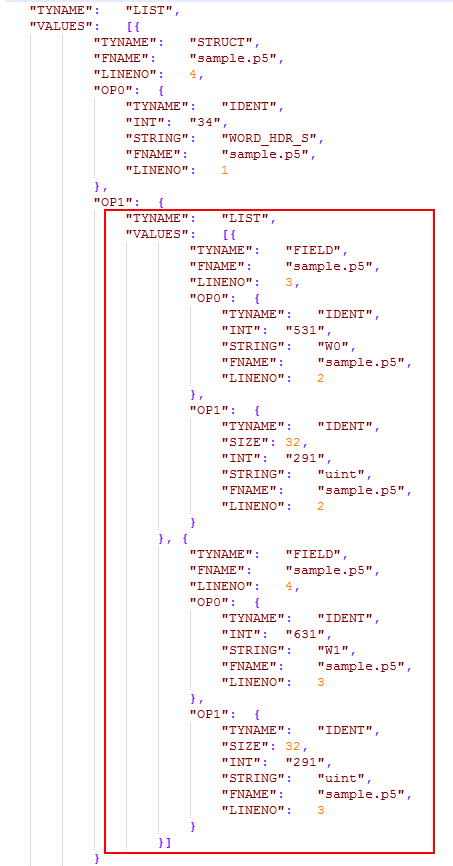 "TYNAME":   "LIST",
"VALUES":   [{
        "TYNAME":   "STRUCT",
        "FNAME":    "sample.p5",
        "LINENO":   4,
        "OP0":  {
            "TYNAME":   "IDENT",
            "INT":  "34",
            "STRING":   "WORD_HDR_S",
            "FNAME":    "sample.p5",
            "LINENO":   1
        },
        "OP1":  {
            "TYNAME":   "LIST",
            "VALUES":   [{
                    "TYNAME":   "FIELD",
                    "FNAME":    "sample.p5",
                    "LINENO":   3,
                    "OP0":  {
                        "TYNAME":   "IDENT",
                        "INT":  "531",
                        "STRING":   "W0",
                        "FNAME":    "sample.p5",
                        "LINENO":   2
                    },
                    "OP1":  {
                        "TYNAME":   "IDENT",
                        "SIZE": 32,
                        "INT":  "291",
                        "STRING":   "uint",
                        "FNAME":    "sample.p5",
                        "LINENO":   2
                    }
                }, {
                    "TYNAME":   "FIELD",
                    "FNAME":    "sample.p5",
                    "LINENO":   4,
                    "OP0":  {
                        "TYNAME":   "IDENT",
                        "INT":  "631",
                        "STRING":   "W1",
                        "FNAME":    "sample.p5",
                        "LINENO":   3
                    },
                    "OP1":  {
                        "TYNAME":   "IDENT",
                        "SIZE": 32,
                        "INT":  "291",
                        "STRING":   "uint",
                        "FNAME":    "sample.p5",
                        "LINENO":   3
                    }
                }]
        }